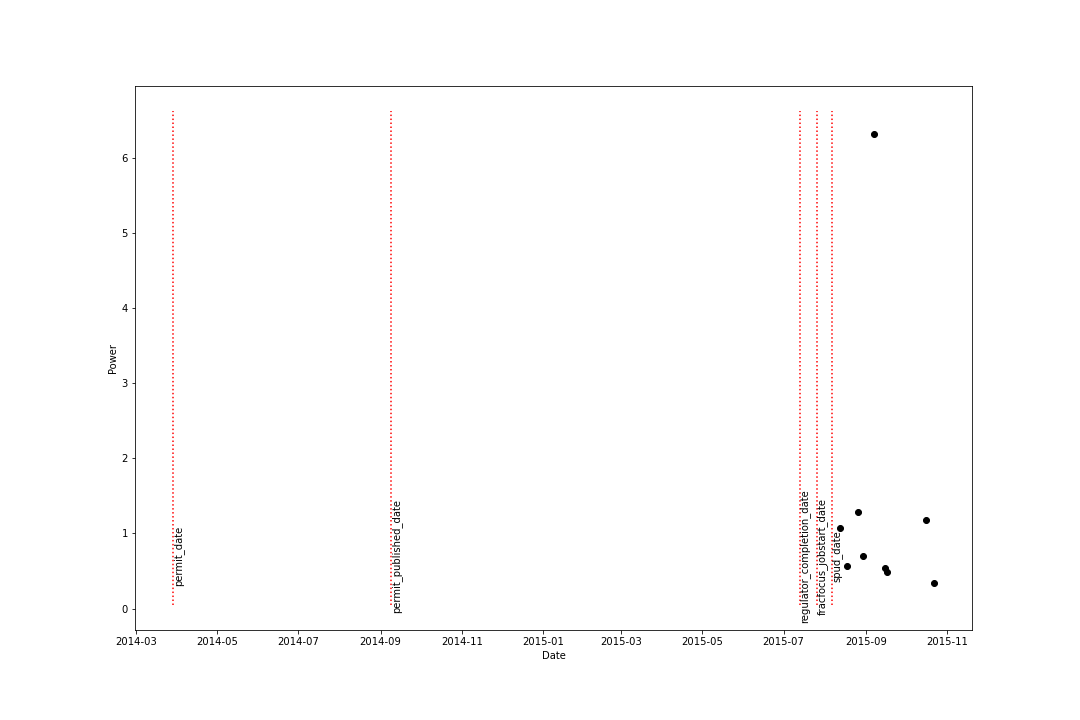 6
5
4
3
2
1
0
Power
permit_date
permit_published_date
regulator_completion_date
fracfocus_jobstart_date
spud_date
2014-03
2014-05
2014-07
2014-09
2014-11
2015-01
2015-03
2015-05
2015-07
2015-09
2015-11
Date